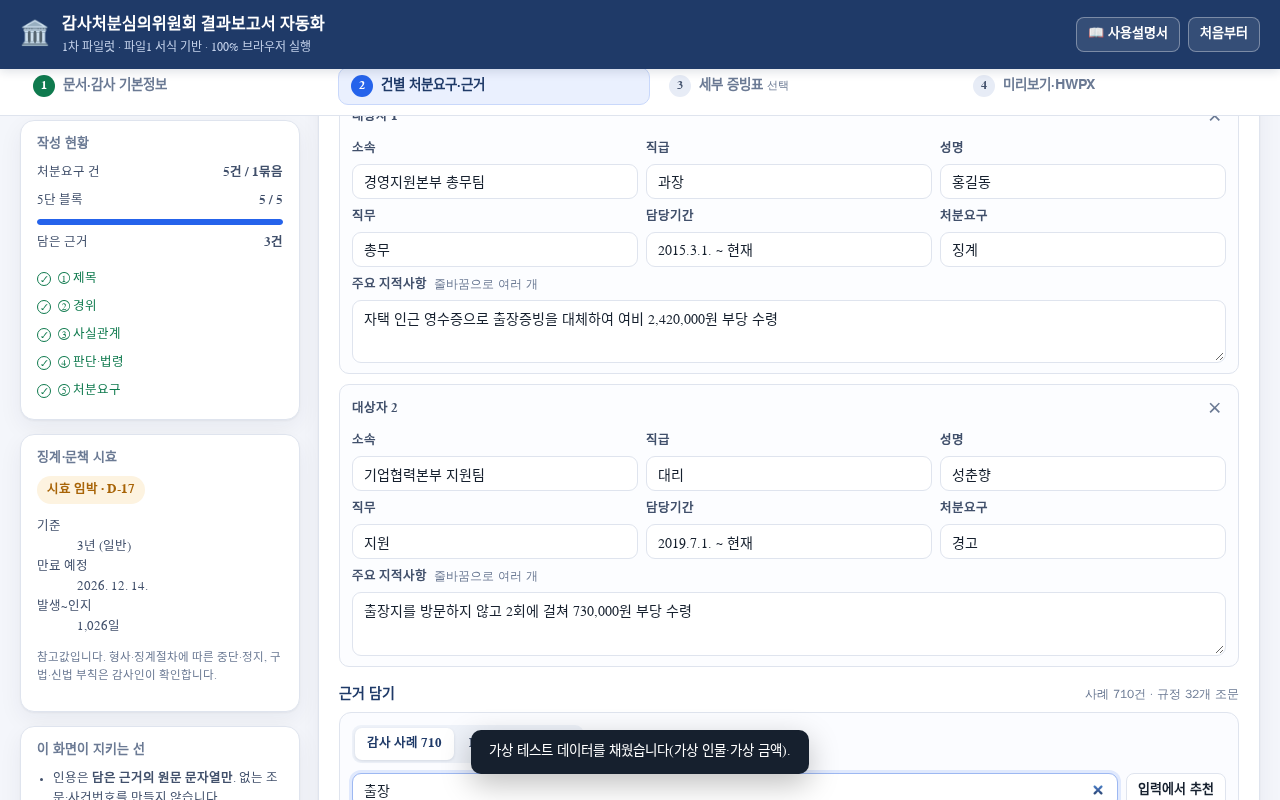 감사처분심의위원회 결과보고서 자동화
1차 파일럿 · 파일1 서식 기반 · 100% 브라우저 실행
📖 사용설명서
처음부터
1 문서·감사 기본정보
2 건별 처분요구·근거
3 세부 증빙표 선택
4 미리보기·HWPX
작성 현황
처분요구 건 5건 / 1묶음
5단 블록 5 / 5
담은 근거 3건
✓ ① 제목
✓ ② 경위
✓ ③ 사실관계
✓ ④ 판단·법령
✓ ⑤ 처분요구
징계·문책 시효
시효 임박 · D-17
기준
3년 (일반)
만료 예정
2026. 12. 14.
발생~인지
1,026일
참고값입니다. 형사·징계절차에 따른 중단·정지, 구
법·신법 부칙은 감사인이 확인합니다.
이 화면이 지키는 선
• 인용은 담은 근거의 원문 문자열만. 없는 조
문·사건번호를 만들지 않습니다
대상자 1 ×
소속 직급 성명
경영지원본부 총무팀 과장 홍길동
직무 담당기간 처분요구
총무 2015.3.1. ~ 현재 징계
주요 지적사항 줄바꿈으로 여러 개
자택 인근 영수증으로 출장증빙을 대체하여 여비 2,420,000원 부당 수령
대상자 2 ×
소속 직급 성명
기업협력본부 지원팀 대리 성춘향
직무 담당기간 처분요구
지원 2019.7.1. ~ 현재 경고
주요 지적사항 줄바꿈으로 여러 개
출장지를 방문하지 않고 2회에 걸쳐 730,000원 부당 수령
근거 담기 사례 710건 · 규정 32개 조문
감사 사례 710
가상 테스트 데이터를 채웠습니다(가상 인물·가상 금액).
출장 × 입력에서 추천